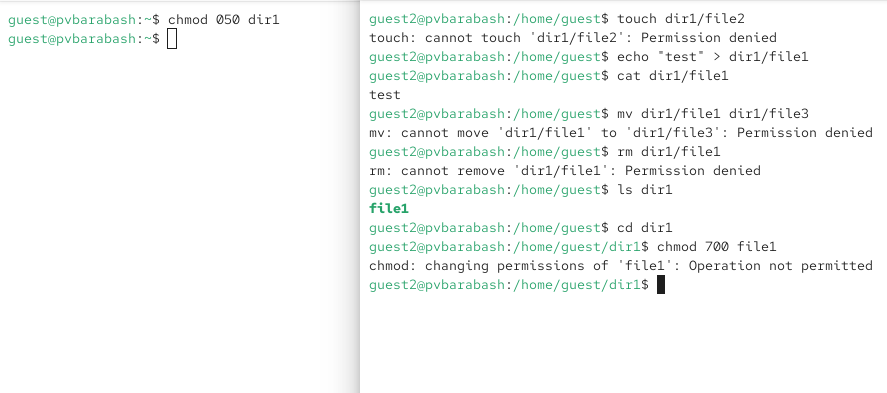 guest@pvbarabash:~$ chmod 050 dir1
guest@pvbarabash:~$
guest2@pvbarabash:/home/guest$ touch dir1/file2
touch: cannot touch 'dir1/file2': Permission denied
guest2@pvbarabash:/home/guest$ echo "test" > dir1/file1
guest2@pvbarabash:/home/guest$ cat dir1/file1
test
guest2@pvbarabash:/home/guest$ mv dir1/file1 dir1/file3
mv: cannot move 'dir1/file1' to 'dir1/file3': Permission denied
guest2@pvbarabash:/home/guest$ rm dir1/file1
rm: cannot remove 'dir1/file1': Permission denied
guest2@pvbarabash:/home/guest$ ls dir1
file1
guest2@pvbarabash:/home/guest$ cd dir1
guest2@pvbarabash:/home/guest/dir1$ chmod 700 file1
chmod: changing permissions of 'file1': Operation not permitted
guest2@pvbarabash:/home/guest/dir1$